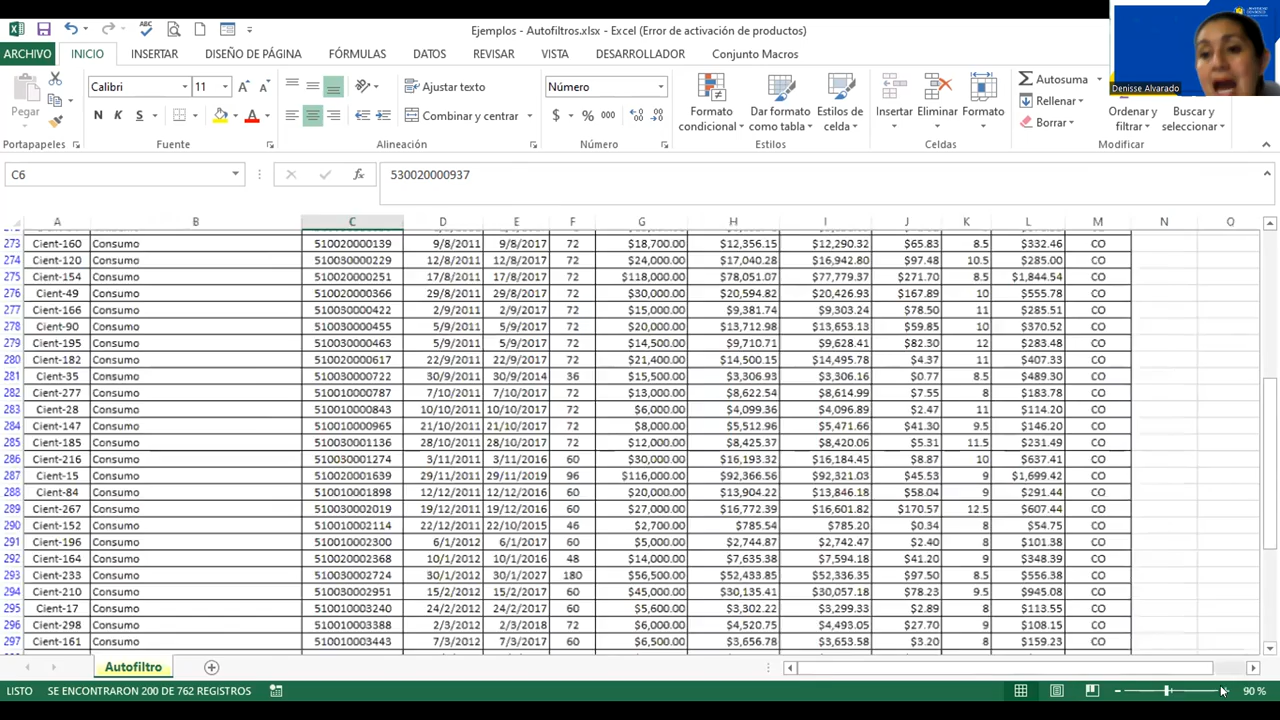 Ejemplos - Autofiltros.xlsx - Excel (Error de activación de productos)
ARCHIVO INICIO INSERTAR DISEÑO DE PÁGINA FÓRMULAS DATOS REVISAR VISTA DESARROLLADOR Conjunto Macros
Denisse Alvarado
Calibri 11 Ajustar texto Número Autosuma
Pegar N K S Combinar y centrar $ % 000 Formato condicional Dar formato como tabla Estilos de celda Insertar Eliminar Formato Rellenar Borrar Ordenar y filtrar Buscar y seleccionar
Portapapeles Fuente Alineación Número Estilos Celdas Modificar
C6 fx 530020000937
A B C D E F G H I J K L M N O
273 Cient-160 Consumo 510020000139 9/8/2011 9/8/2017 72 $18,700.00 $12,356.15 $12,290.32 $65.83 8.5 $332.46 CO
274 Cient-120 Consumo 510030000229 12/8/2011 12/8/2017 72 $24,000.00 $17,040.28 $16,942.80 $97.48 10.5 $285.00 CO
275 Cient-154 Consumo 510020000251 17/8/2011 17/8/2017 72 $118,000.00 $78,051.07 $77,779.37 $271.70 8.5 $1,844.54 CO
276 Cient-49 Consumo 510020000366 29/8/2011 29/8/2017 72 $30,000.00 $20,594.82 $20,426.93 $167.89 10 $555.78 CO
277 Cient-166 Consumo 510030000422 2/9/2011 2/9/2017 72 $15,000.00 $9,381.74 $9,303.24 $78.50 11 $285.51 CO
278 Cient-90 Consumo 510030000455 5/9/2011 5/9/2017 72 $20,000.00 $13,712.98 $13,653.13 $59.85 10 $370.52 CO
279 Cient-195 Consumo 510030000463 5/9/2011 5/9/2017 72 $14,500.00 $9,710.71 $9,628.41 $82.30 12 $283.48 CO
280 Cient-182 Consumo 510020000617 22/9/2011 22/9/2017 72 $21,400.00 $14,500.15 $14,495.78 $4.37 11 $407.33 CO
281 Cient-35 Consumo 510030000722 30/9/2011 30/9/2014 36 $15,500.00 $3,306.93 $3,306.16 $0.77 8.5 $489.30 CO
282 Cient-277 Consumo 510010000787 7/10/2011 7/10/2017 72 $13,000.00 $8,622.54 $8,614.99 $7.55 8 $183.78 CO
283 Cient-28 Consumo 510010000843 10/10/2011 10/10/2017 72 $6,000.00 $4,099.36 $4,096.89 $2.47 11 $114.20 CO
284 Cient-147 Consumo 510010000965 21/10/2011 21/10/2017 72 $8,000.00 $5,512.96 $5,471.66 $41.30 9.5 $146.20 CO
285 Cient-185 Consumo 510030001136 28/10/2011 28/10/2017 72 $12,000.00 $8,425.37 $8,420.06 $5.31 11.5 $231.49 CO
286 Cient-216 Consumo 510030001274 3/11/2011 3/11/2016 60 $30,000.00 $16,193.32 $16,184.45 $8.87 10 $637.41 CO
287 Cient-15 Consumo 510020001639 29/11/2011 29/11/2019 96 $116,000.00 $92,366.56 $92,321.03 $45.53 9 $1,699.42 CO
288 Cient-84 Consumo 510010001898 12/12/2011 12/12/2016 60 $20,000.00 $13,904.22 $13,846.18 $58.04 9 $291.44 CO
289 Cient-267 Consumo 510030002019 19/12/2011 19/12/2016 60 $27,000.00 $16,772.39 $16,601.82 $170.57 12.5 $607.44 CO
290 Cient-152 Consumo 510010002114 22/12/2011 22/10/2015 46 $2,700.00 $785.54 $785.20 $0.34 8 $54.75 CO
291 Cient-196 Consumo 510010002300 6/1/2012 6/1/2017 60 $5,000.00 $2,744.87 $2,742.47 $2.40 8 $101.38 CO
292 Cient-164 Consumo 510020002368 10/1/2012 10/1/2016 48 $14,000.00 $7,635.38 $7,594.18 $41.20 9 $348.39 CO
293 Cient-233 Consumo 510030002724 30/1/2012 30/1/2027 180 $56,500.00 $52,433.85 $52,336.35 $97.50 8.5 $556.38 CO
294 Cient-210 Consumo 510030002951 15/2/2012 15/2/2017 60 $45,000.00 $30,135.41 $30,057.18 $78.23 9.5 $945.08 CO
295 Cient-17 Consumo 510010003240 24/2/2012 24/2/2017 60 $5,600.00 $3,302.22 $3,299.33 $2.89 8 $113.55 CO
296 Cient-298 Consumo 510010003388 2/3/2012 2/3/2018 72 $6,000.00 $4,520.75 $4,493.05 $27.70 9 $108.15 CO
297 Cient-161 Consumo 510010003443 7/3/2012 7/3/2017 60 $6,500.00 $3,656.78 $3,653.58 $3.20 8 $159.23 CO
Autofiltro
LISTO SE ENCONTRARON 200 DE 762 REGISTROS 90 %